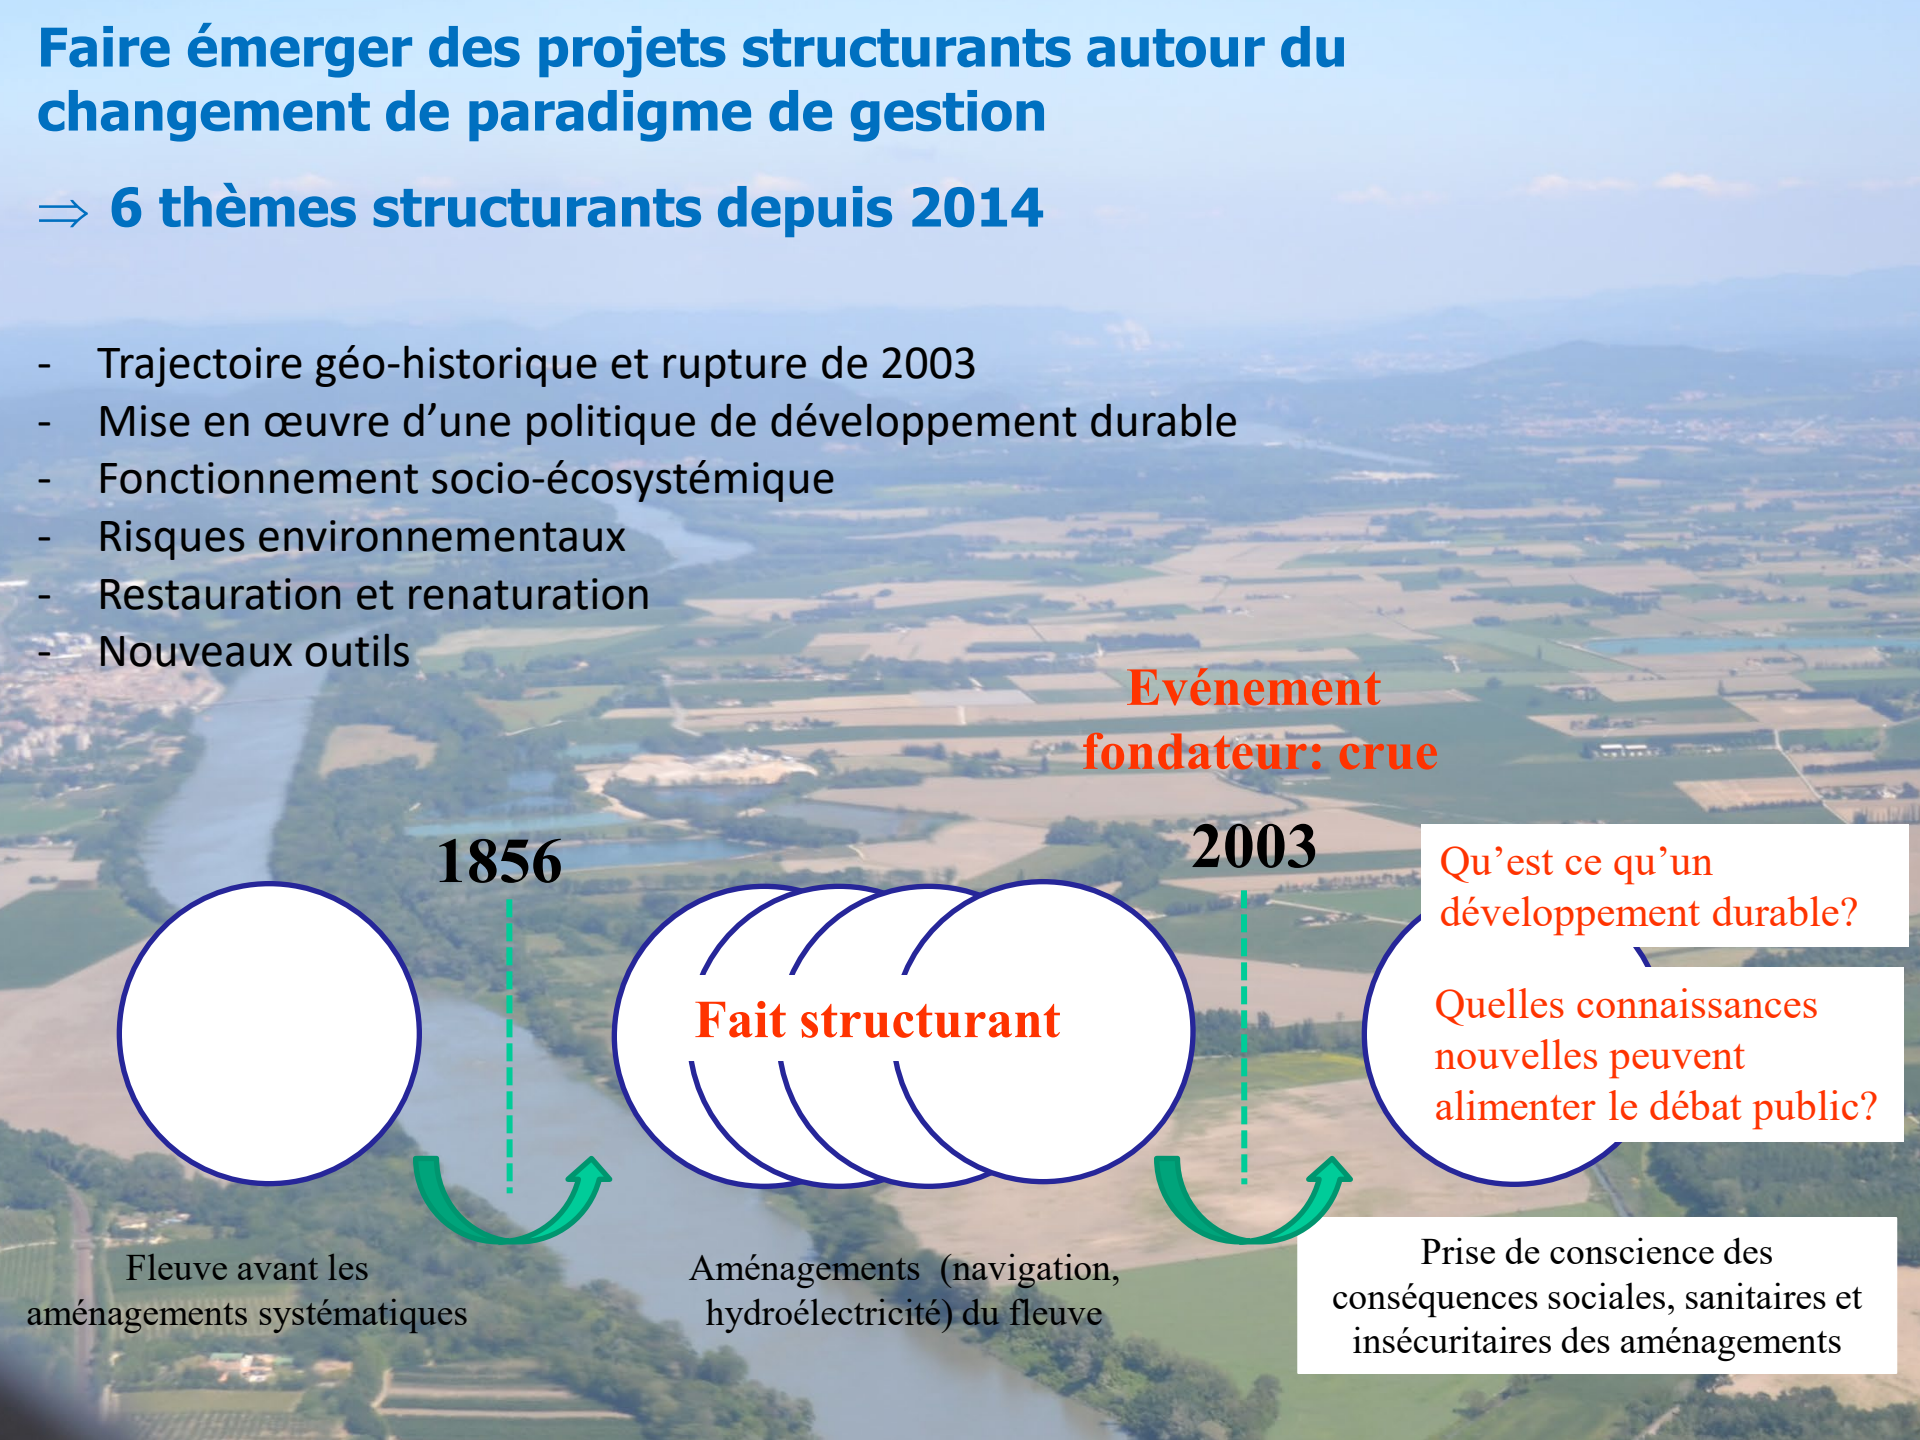 Faire émerger des projets structurants autour du
changement de paradigme de gestion
⇒ 6 thèmes structurants depuis 2014
- Trajectoire géo-historique et rupture de 2003
- Mise en œuvre d’une politique de développement durable
- Fonctionnement socio-écosystémique
- Risques environnementaux
- Restauration et renaturation
- Nouveaux outils
Evénement
fondateur: crue
1856
2003
Qu’est ce qu’un
développement durable?
Fait structurant
Quelles connaissances
nouvelles peuvent
alimenter le débat public?
Fleuve avant les
aménagements systématiques
Aménagements (navigation,
hydroélectricité) du fleuve
Prise de conscience des
conséquences sociales, sanitaires et
insécuritaires des aménagements